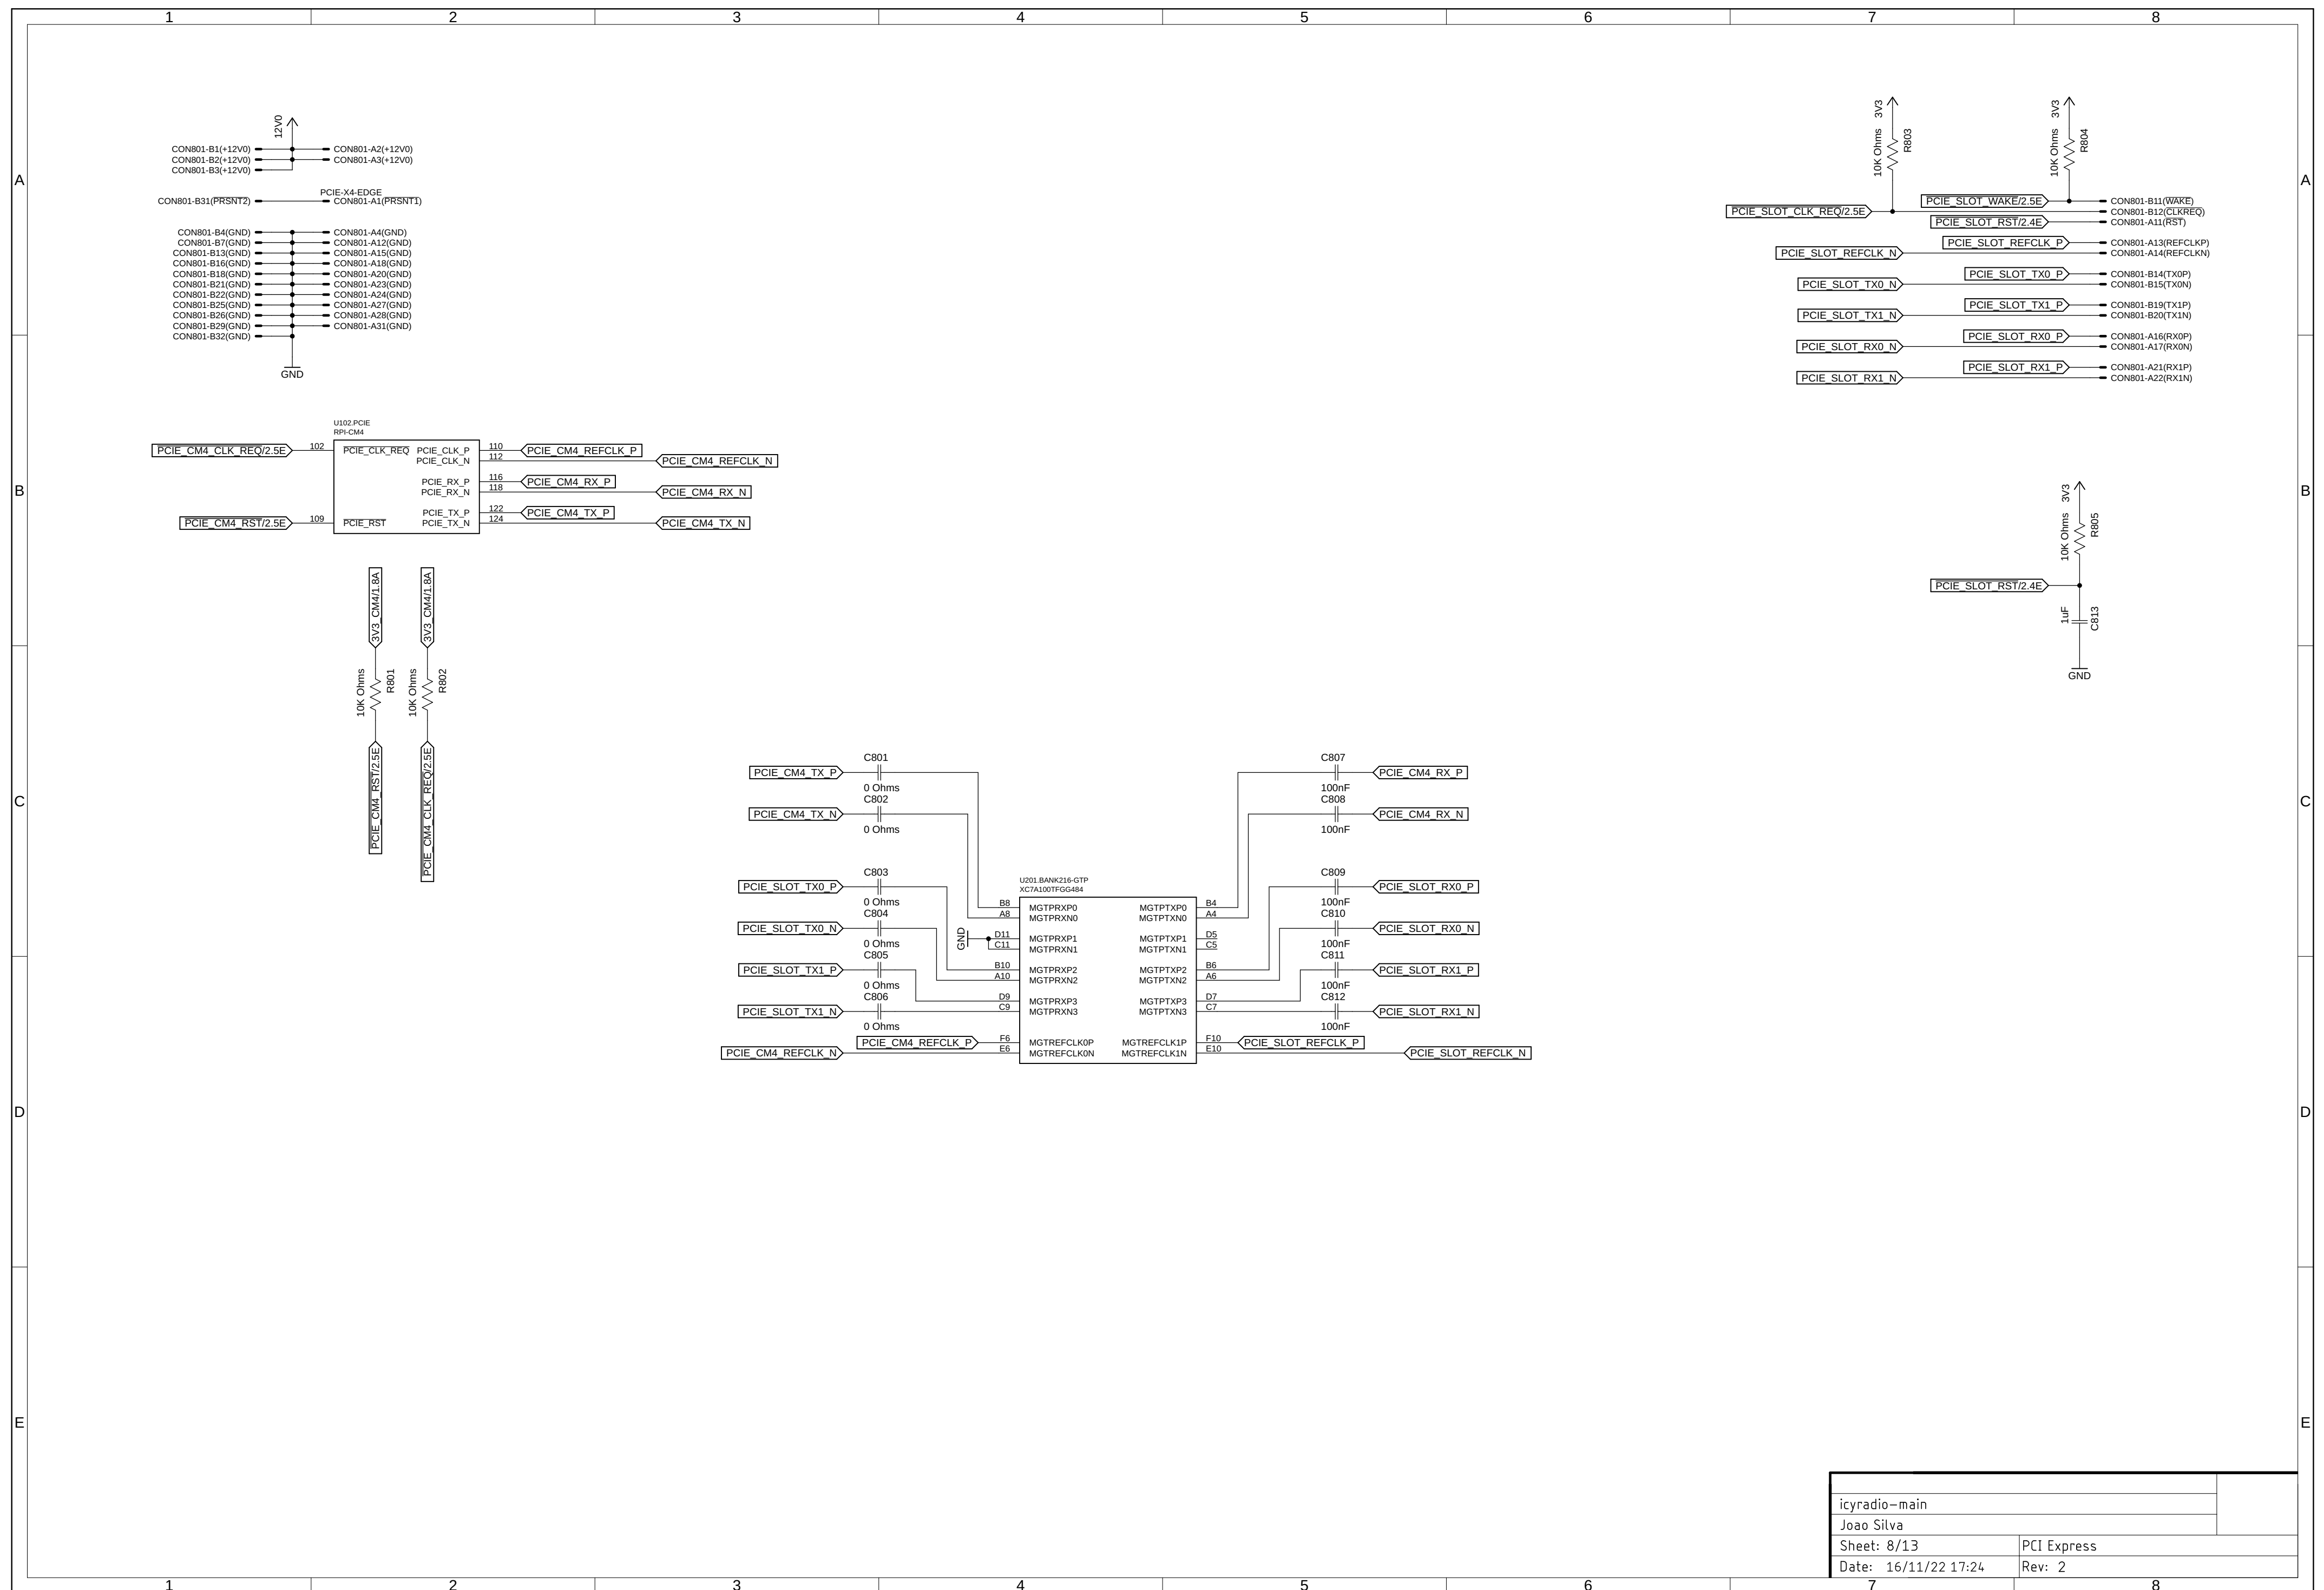 1 2 3 4 5 6 7 8
A
A
B
B
C
C
D
D
E
E
12V0
CON801-B1(+12V0) CON801-A2(+12V0)
CON801-B2(+12V0) CON801-A3(+12V0)
CON801-B3(+12V0)
PCIE-X4-EDGE
CON801-B31(PRSNT2) CON801-A1(PRSNT1)
CON801-B4(GND) CON801-A4(GND)
CON801-B7(GND) CON801-A12(GND)
CON801-B13(GND) CON801-A15(GND)
CON801-B16(GND) CON801-A18(GND)
CON801-B18(GND) CON801-A20(GND)
CON801-B21(GND) CON801-A23(GND)
CON801-B22(GND) CON801-A24(GND)
CON801-B25(GND) CON801-A27(GND)
CON801-B26(GND) CON801-A28(GND)
CON801-B29(GND) CON801-A31(GND)
CON801-B32(GND)
GND
3V3
10K Ohms
R803
3V3
10K Ohms
R804
PCIE_SLOT_WAKE/2.5E CON801-B11(WAKE)
PCIE_SLOT_CLK_REQ/2.5E CON801-B12(CLKREQ)
PCIE_SLOT_RST/2.4E CON801-A11(RST)
PCIE_SLOT_REFCLK_P CON801-A13(REFCLKP)
PCIE_SLOT_REFCLK_N CON801-A14(REFCLKN)
PCIE_SLOT_TX0_P CON801-B14(TX0P)
PCIE_SLOT_TX0_N CON801-B15(TX0N)
PCIE_SLOT_TX1_P CON801-B19(TX1P)
PCIE_SLOT_TX1_N CON801-B20(TX1N)
PCIE_SLOT_RX0_P CON801-A16(RX0P)
PCIE_SLOT_RX0_N CON801-A17(RX0N)
PCIE_SLOT_RX1_P CON801-A21(RX1P)
PCIE_SLOT_RX1_N CON801-A22(RX1N)
U102.PCIE
RPI-CM4
PCIE_CM4_CLK_REQ/2.5E 102 PCIE_CLK_REQ PCIE_CLK_P 110 PCIE_CM4_REFCLK_P
PCIE_CLK_N 112 PCIE_CM4_REFCLK_N
PCIE_RX_P 116 PCIE_CM4_RX_P
PCIE_RX_N 118 PCIE_CM4_RX_N
PCIE_TX_P 122 PCIE_CM4_TX_P
PCIE_CM4_RST/2.5E 109 PCIE_RST PCIE_TX_N 124 PCIE_CM4_TX_N
3V3_CM4/1.8A
10K Ohms
R801
PCIE_CM4_RST/2.5E
3V3_CM4/1.8A
10K Ohms
R802
PCIE_CM4_CLK_REQ/2.5E
3V3
10K Ohms
R805
PCIE_SLOT_RST/2.4E
1uF
C813
GND
C801
PCIE_CM4_TX_P
0 Ohms
C802
PCIE_CM4_TX_N
0 Ohms
C803
PCIE_SLOT_TX0_P
0 Ohms
C804
PCIE_SLOT_TX0_N
0 Ohms
C805
PCIE_SLOT_TX1_P
0 Ohms
C806
PCIE_SLOT_TX1_N
0 Ohms
PCIE_CM4_REFCLK_P
PCIE_CM4_REFCLK_N
GND
U201.BANK216-GTP
XC7A100TFGG484
B8 MGTPRXP0 MGTPTXP0 B4
A8 MGTPRXN0 MGTPTXN0 A4
D11 MGTPRXP1 MGTPTXP1 D5
C11 MGTPRXN1 MGTPTXN1 C5
B10 MGTPRXP2 MGTPTXP2 B6
A10 MGTPRXN2 MGTPTXN2 A6
D9 MGTPRXP3 MGTPTXP3 D7
C9 MGTPRXN3 MGTPTXN3 C7
F6 MGTREFCLK0P MGTREFCLK1P F10
E6 MGTREFCLK0N MGTREFCLK1N E10
C807
PCIE_CM4_RX_P
100nF
C808
PCIE_CM4_RX_N
100nF
C809
PCIE_SLOT_RX0_P
100nF
C810
PCIE_SLOT_RX0_N
100nF
C811
PCIE_SLOT_RX1_P
100nF
C812
PCIE_SLOT_RX1_N
100nF
PCIE_SLOT_REFCLK_P
PCIE_SLOT_REFCLK_N
icyradio-main
Joao Silva
Sheet: 8/13 PCI Express
Date: 16/11/22 17:24 Rev: 2
1 2 3 4 5 6 7 8